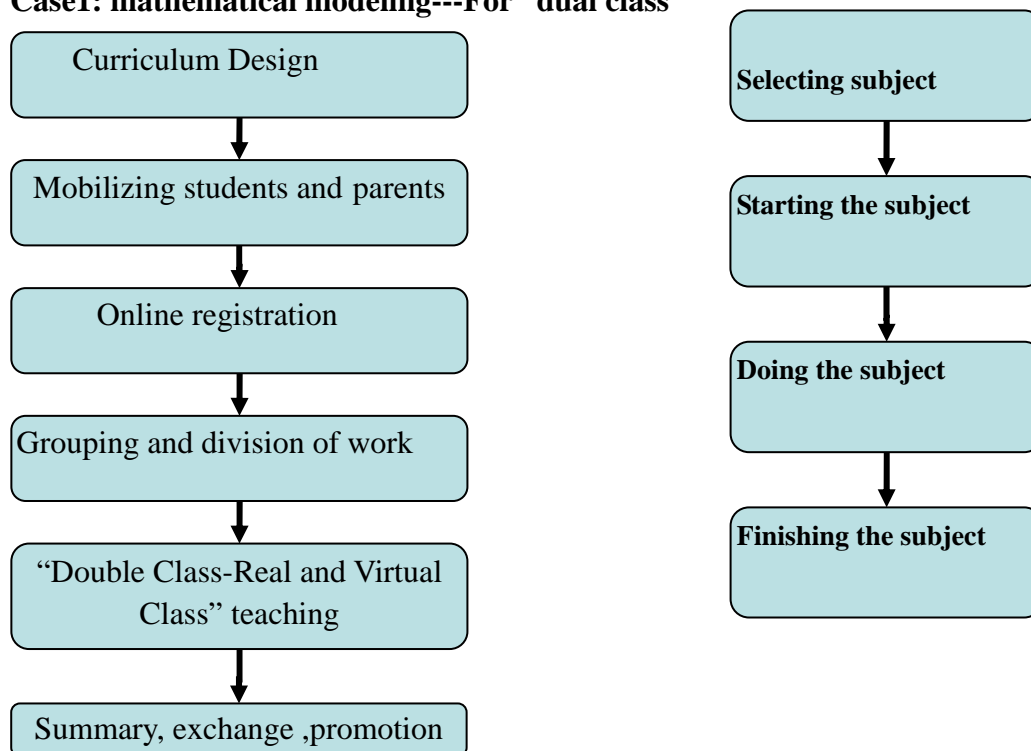 Case1: mathematical modeling---For "dual class"
Curriculum Design
Mobilizing students and parents
Online registration
Grouping and division of work
“Double Class-Real and Virtual
Class” teaching
Summary, exchange ,promotion
Selecting subject
Starting the subject
Doing the subject
Finishing the subject